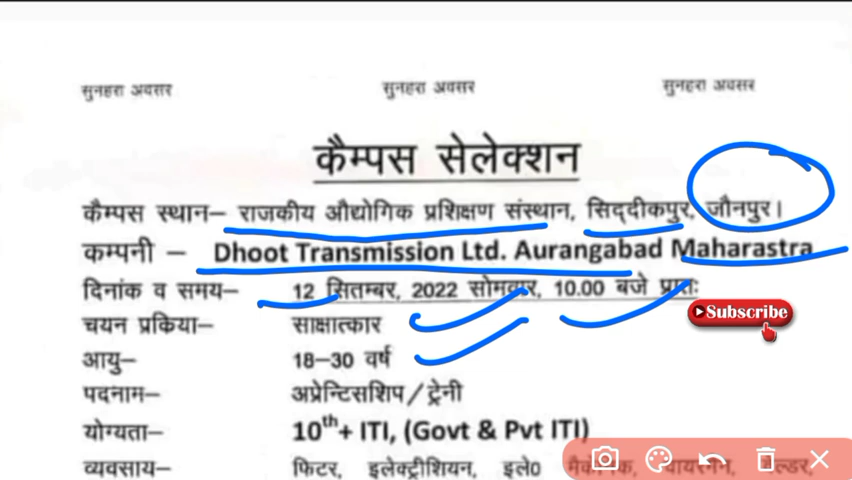 सुनहरा अवसर सुनहरा अवसर सुनहरा अवसर
कैम्पस सेलेक्शन
कैम्पस स्थान– राजकीय औद्योगिक प्रशिक्षण संस्थान, सिद्दीकपुर, जौनपुर।
कम्पनी – Dhoot Transmission Ltd. Aurangabad Maharastra
दिनांक व समय– 12 सितम्बर, 2022 सोमवार, 10.00 बजे प्रातः
चयन प्रकिया– साक्षात्कार
Subscribe
आयु– 18–30 वर्ष
पदनाम– अप्रेन्टिसशिप/ट्रेनी
योग्यता– 10th+ ITI, (Govt & Pvt ITI)
व्यवसाय– फिटर, इलेक्ट्रीशियन, इले0